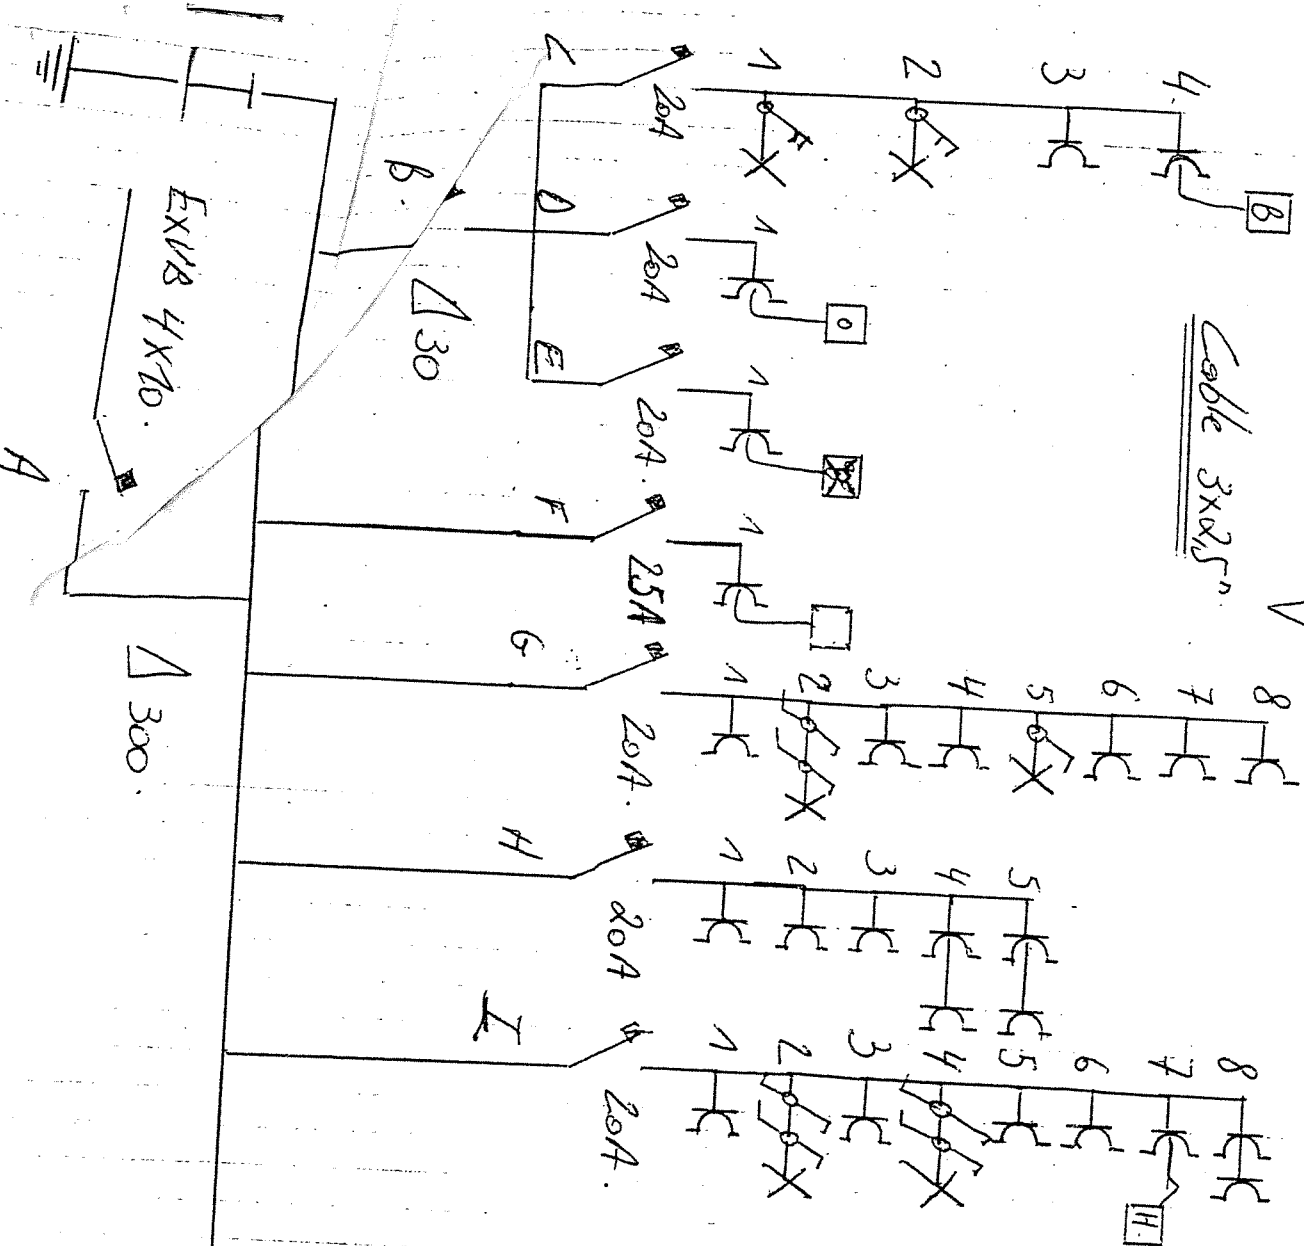 Cable 3x2,5"
EXVB 4x10.
A
Δ 300.
B.
Δ 30
C
20A
1 2 3 4
B
D
20A
1
E
20A.
1
F
25A
1
G
20A.
1 2 3 4 5 6 7 8
H
20A
1 2 3 4 5
I
20A.
1 2 3 4 5 6 7 8
H